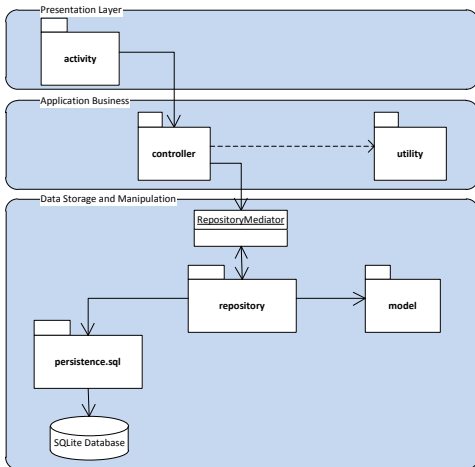 Presentation Layer
activity
Application Business
controller
utility
Data Storage and Manipulation
RepositoryMediator
repository
model
persistence.sql
SQLite Database